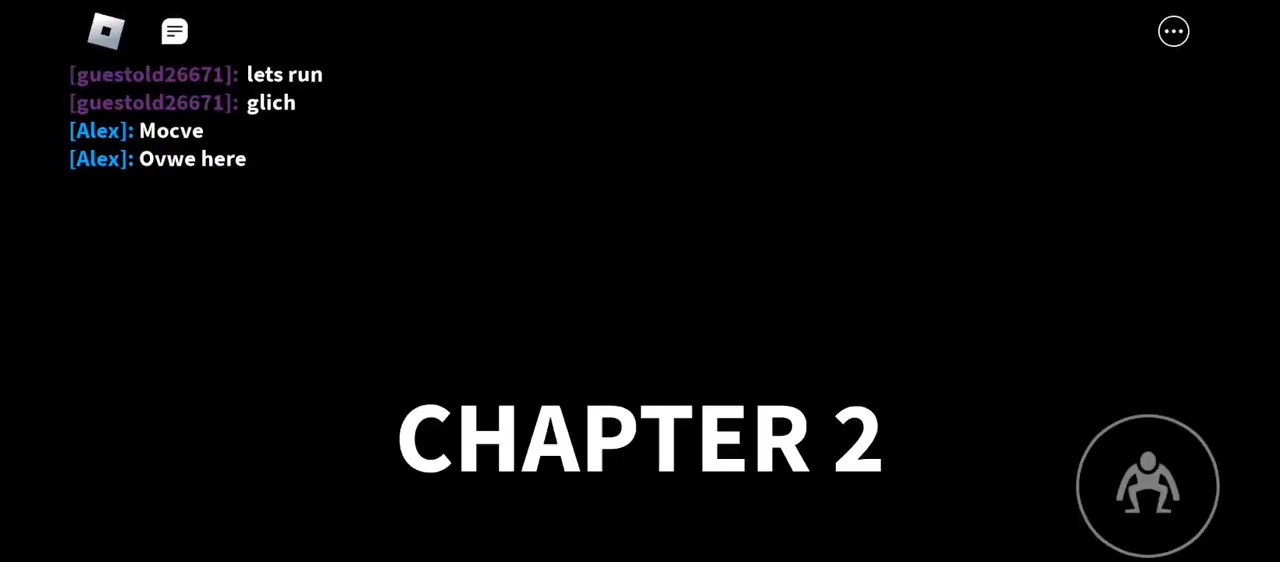 [guestold26671]: lets run
[guestold26671]: glich
[Alex]: Mocve
[Alex]: Ovwe here
CHAPTER 2